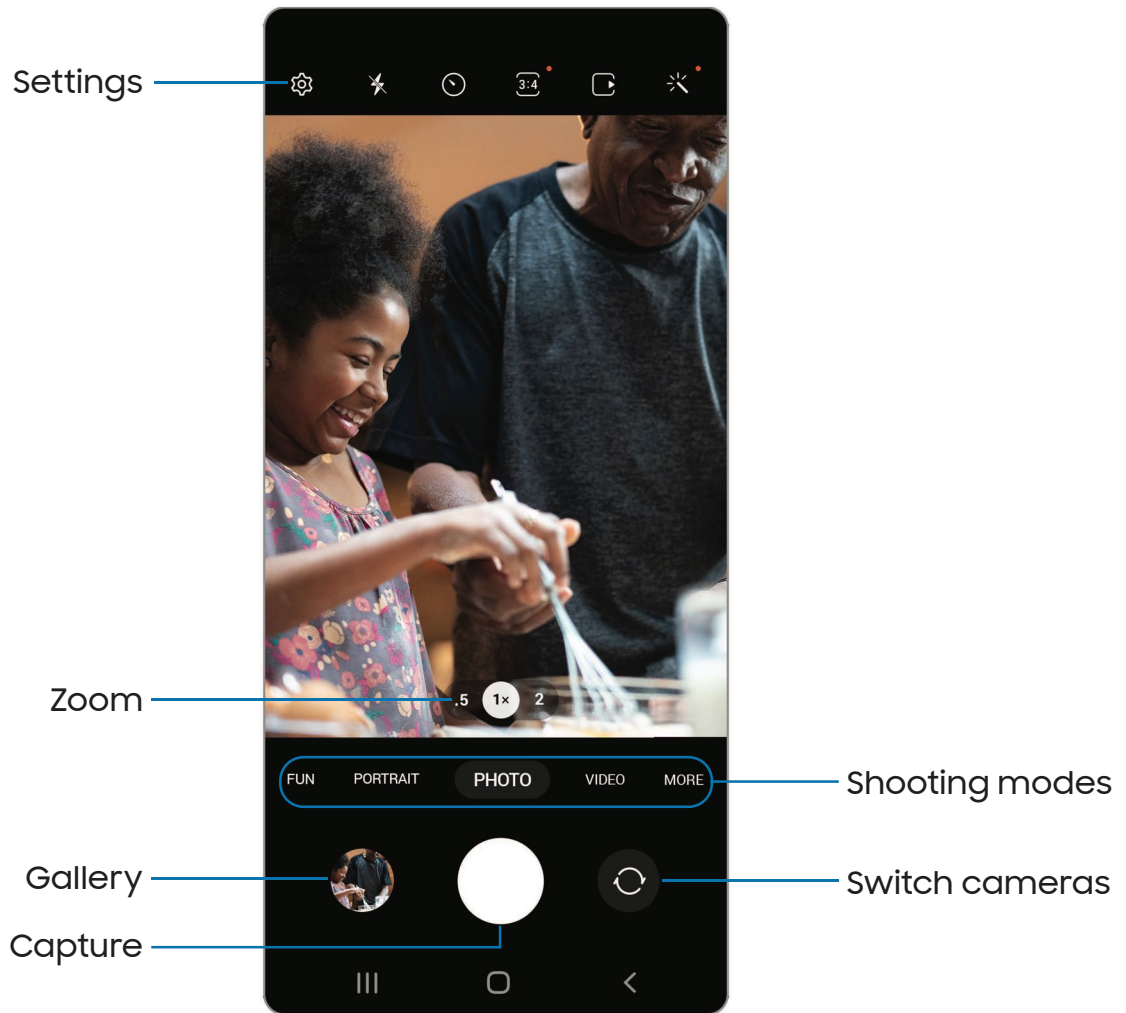 Settings
3:4
Zoom
.5 1× 2
FUN PORTRAIT PHOTO VIDEO MORE
Shooting modes
Gallery
Switch cameras
Capture